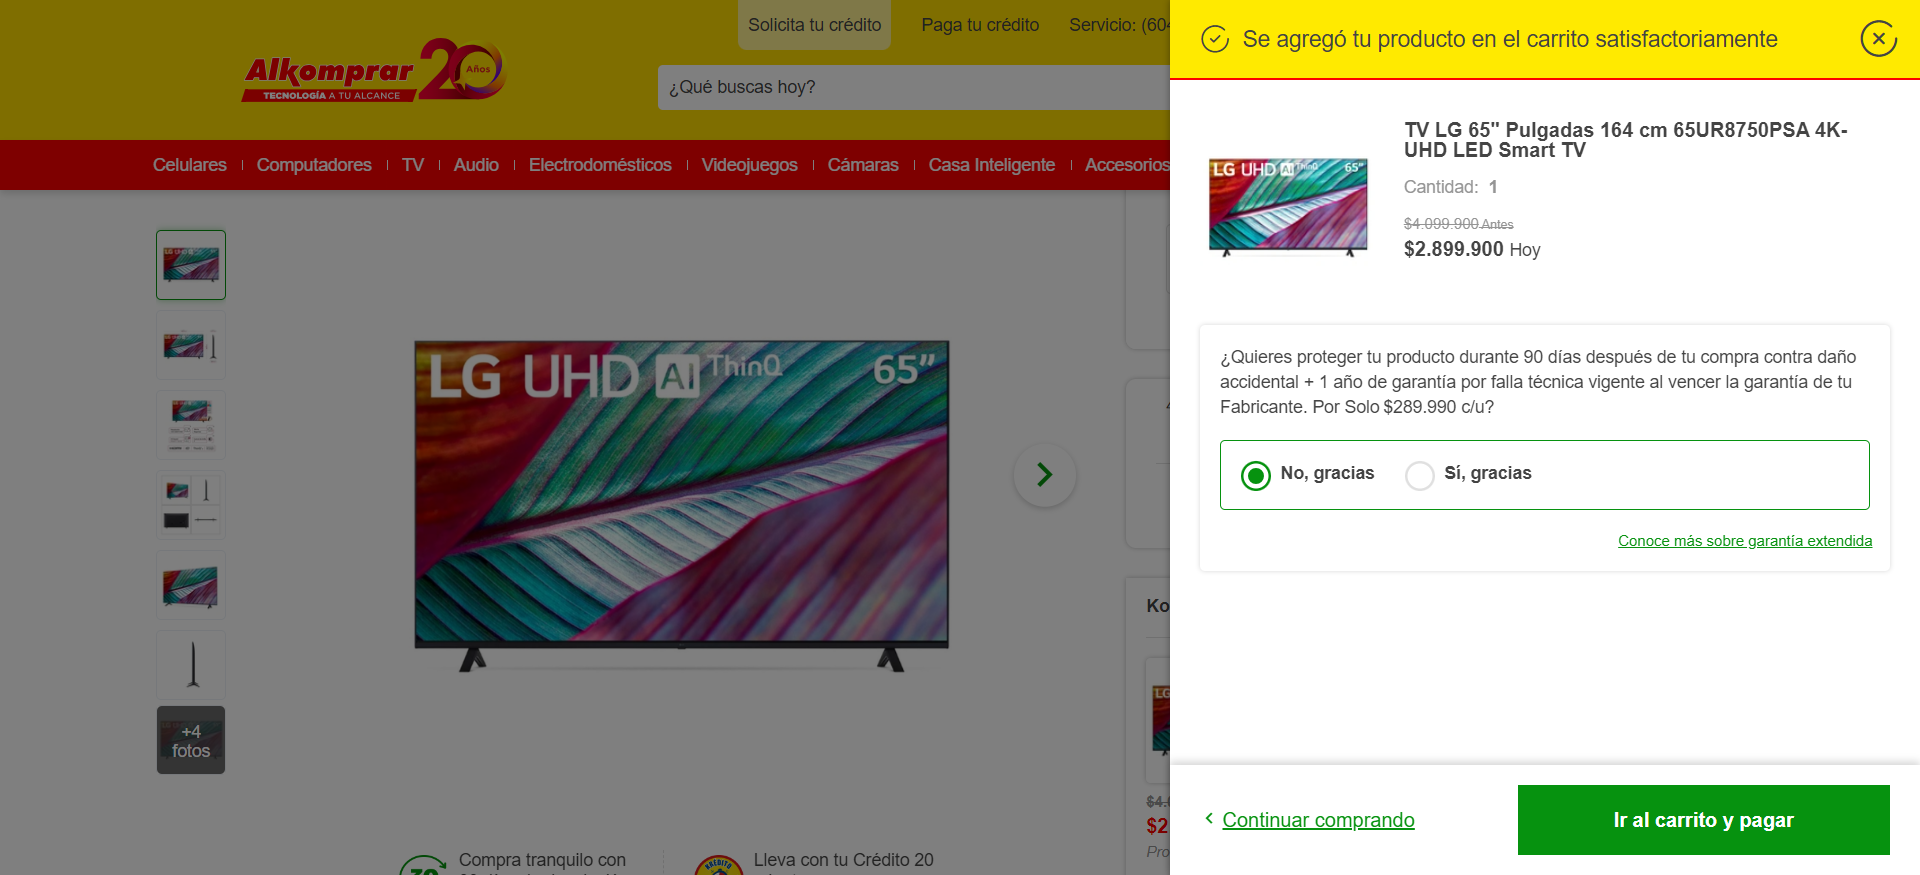 Solicita tu crédito
Paga tu crédito
Servicio: (604
Alkomprar 20 Años
TECNOLOGÍA A TU ALCANCE
¿Qué buscas hoy?
Celulares
Computadores
TV
Audio
Electrodomésticos
Videojuegos
Cámaras
Casa Inteligente
Accesorios
+4
fotos
LG UHD AI ThinQ 65"
Compra tranquilo con
Lleva con tu Crédito 20
Ko
$2
Pro
Se agregó tu producto en el carrito satisfactoriamente
LG UHD AI ThinQ 65"
TV LG 65" Pulgadas 164 cm 65UR8750PSA 4K-
UHD LED Smart TV
Cantidad: 1
$4.099.900 Antes
$2.899.900 Hoy
¿Quieres proteger tu producto durante 90 días después de tu compra contra daño
accidental + 1 año de garantía por falla técnica vigente al vencer la garantía de tu
Fabricante. Por Solo $289.990 c/u?
No, gracias
Sí, gracias
Conoce más sobre garantía extendida
Continuar comprando
Ir al carrito y pagar